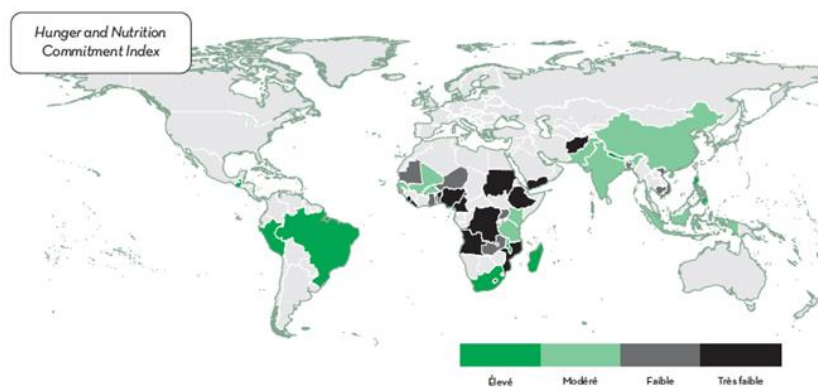 Hunger and Nutrition
Commitment Index
Élevé Modéré Faible Très faible